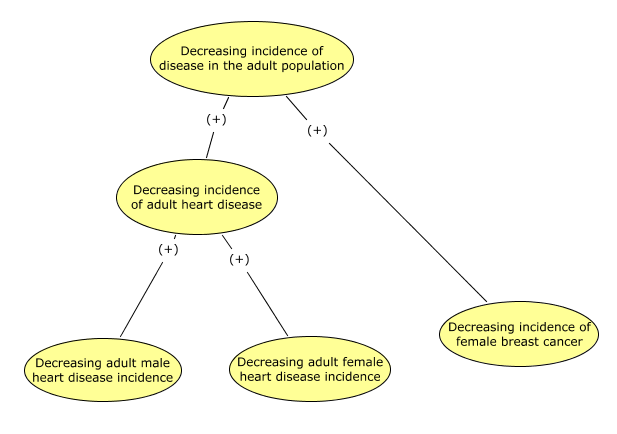 Decreasing incidence of
disease in the adult population
(+)
(+)
Decreasing incidence
of adult heart disease
(+)
(+)
Decreasing adult male
heart disease incidence
Decreasing adult female
heart disease incidence
Decreasing incidence of
female breast cancer